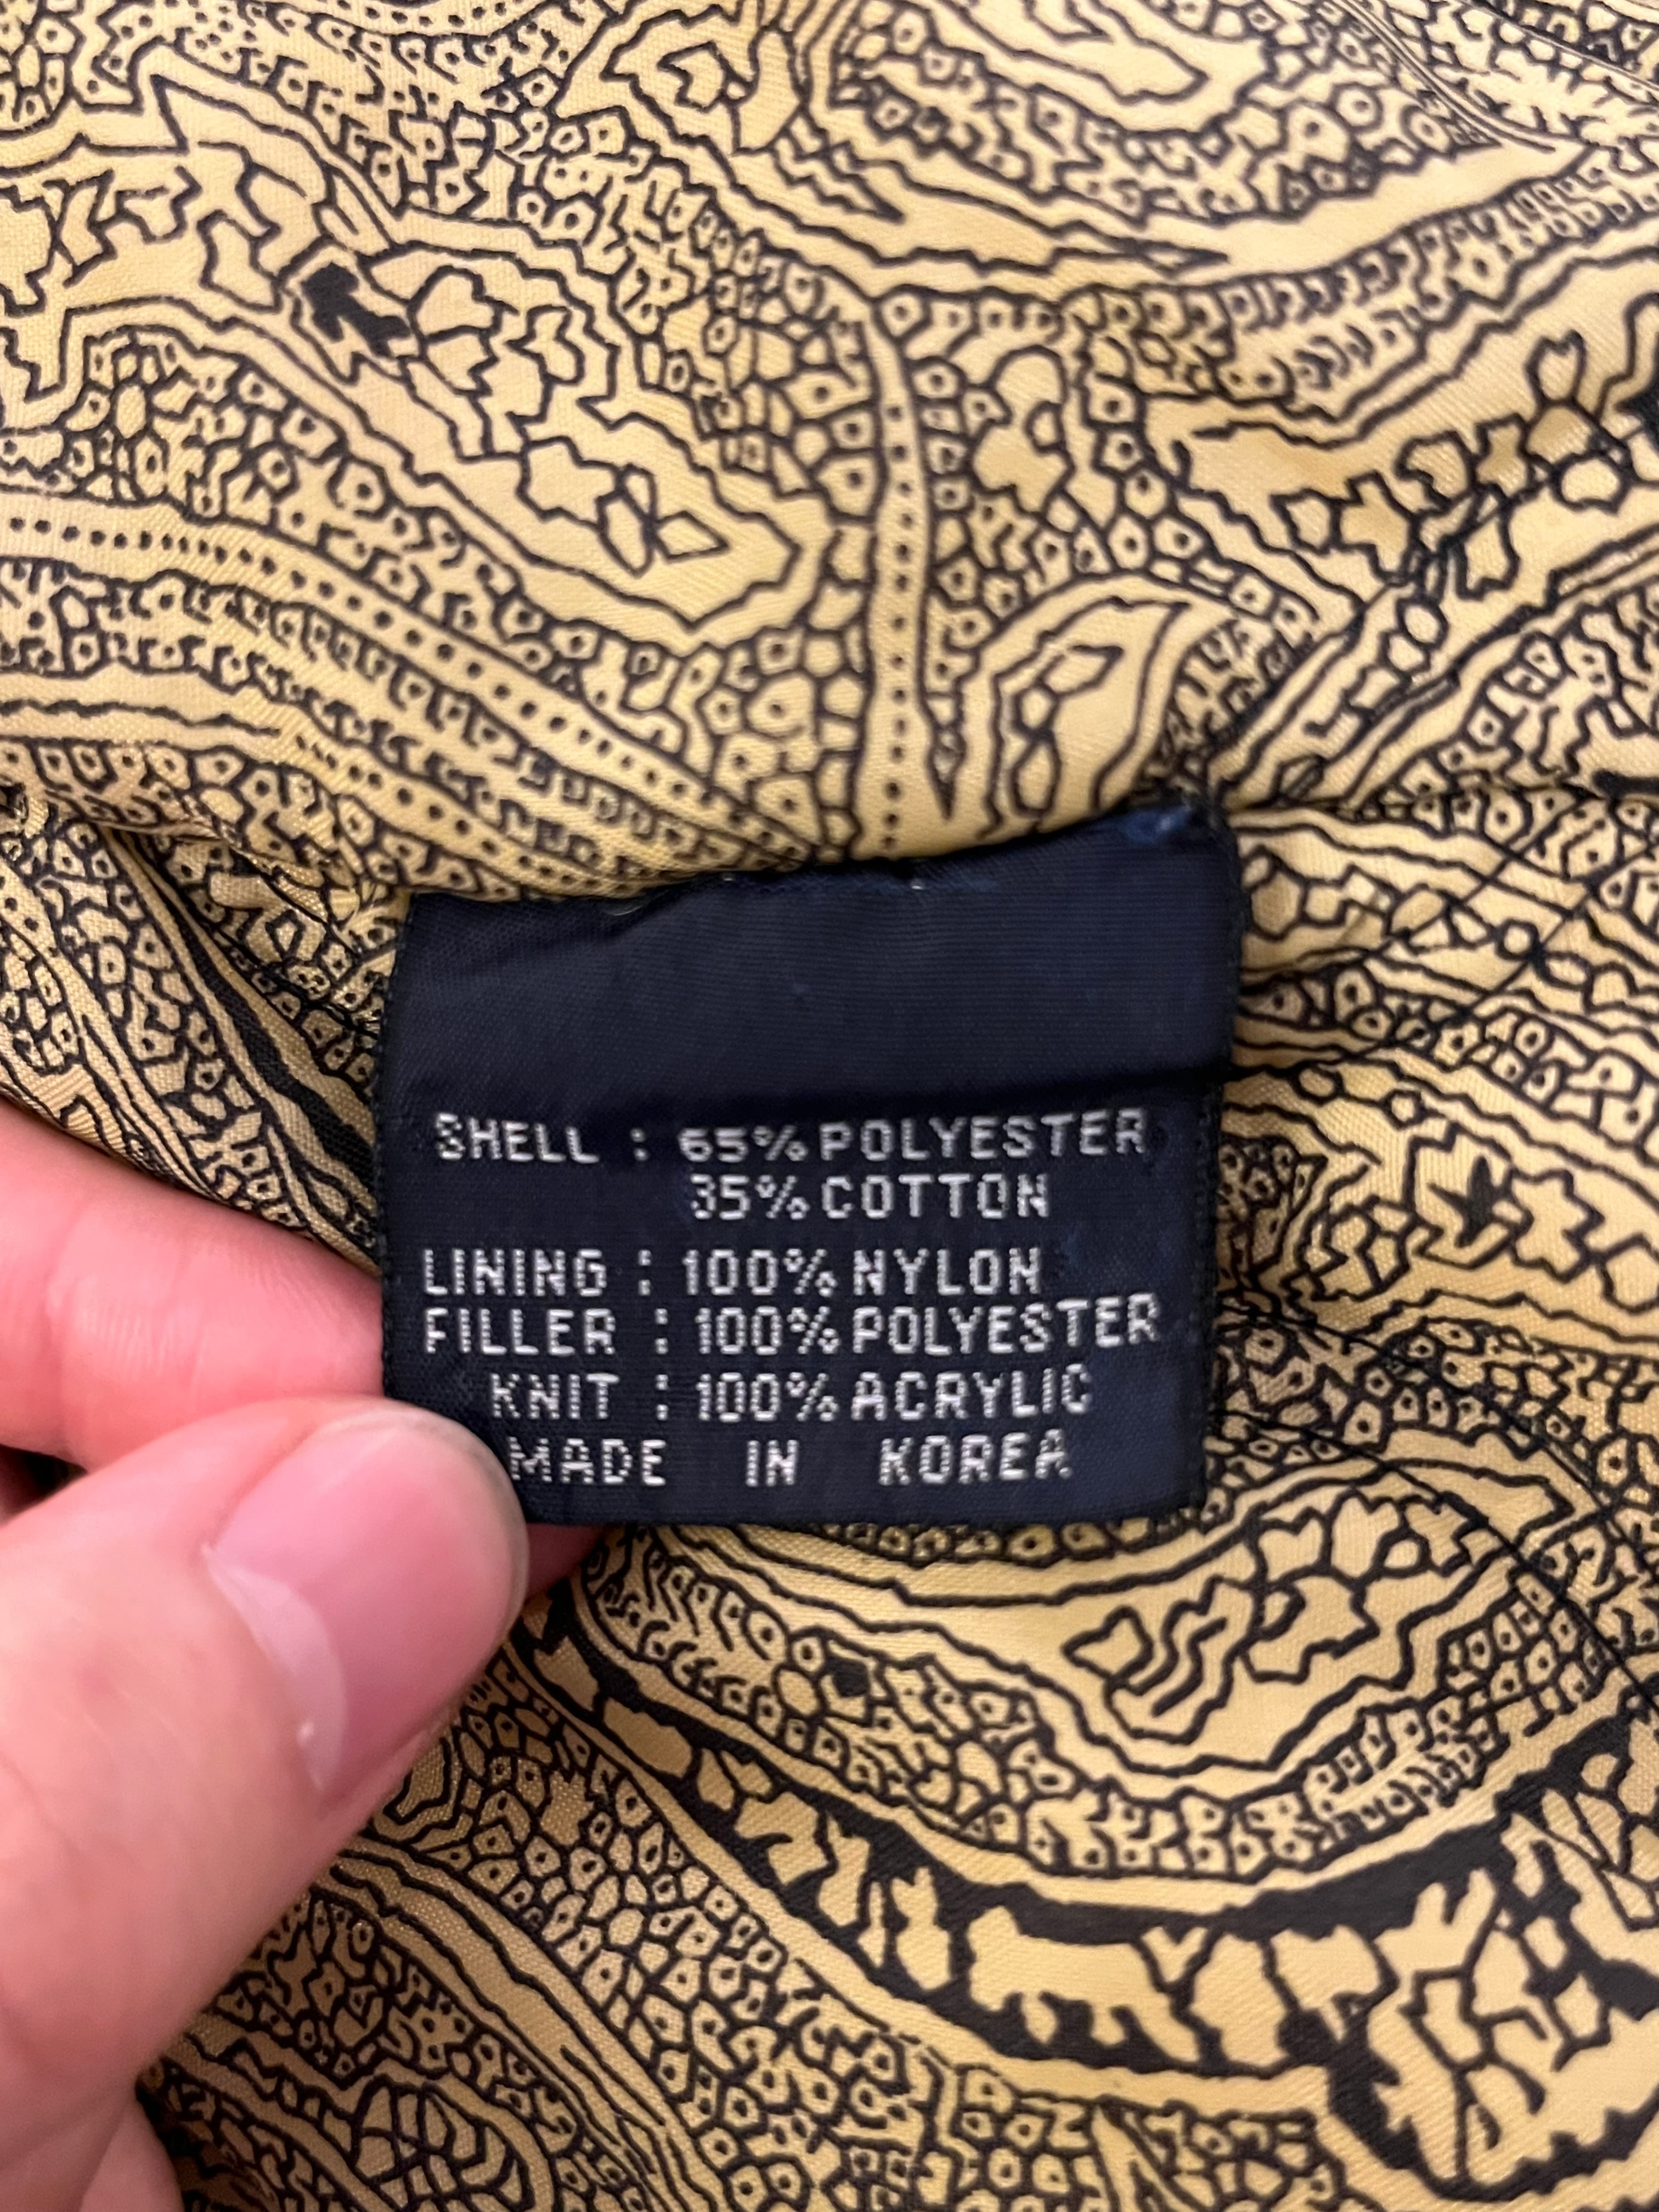 SHELL : 65% POLYESTER
35% COTTON
LINING : 100% NYLON
FILLER : 100% POLYESTER
KNIT : 100% ACRYLIC
MADE IN KOREA